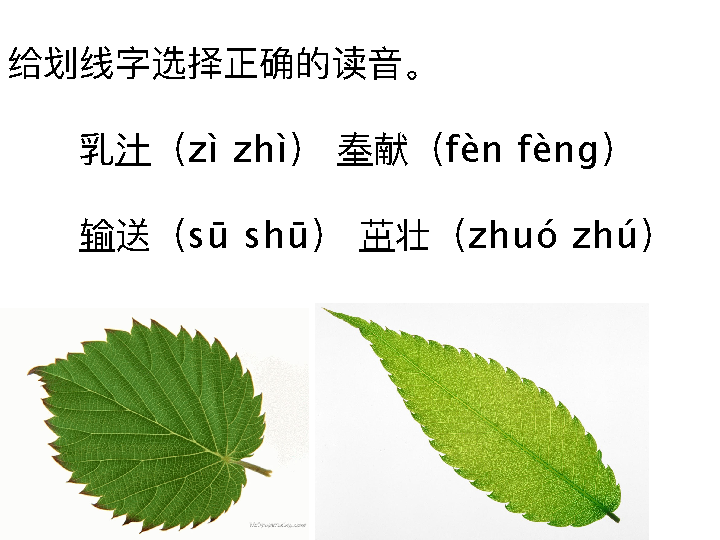 给划线字选择正确的读音。
乳汁（zì zhì） 奉献（fèn fèng）
输送（sū shū） 茁壮（zhuó zhú）